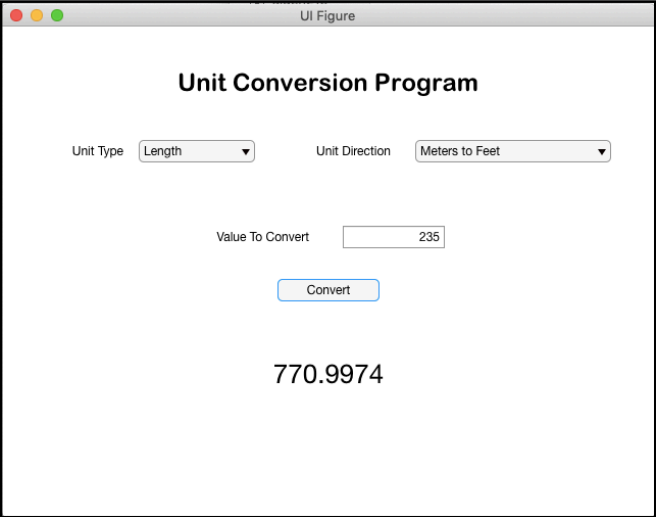 UI Figure
Unit Conversion Program
Unit Type Length Unit Direction Meters to Feet
Value To Convert 235
Convert
770.9974